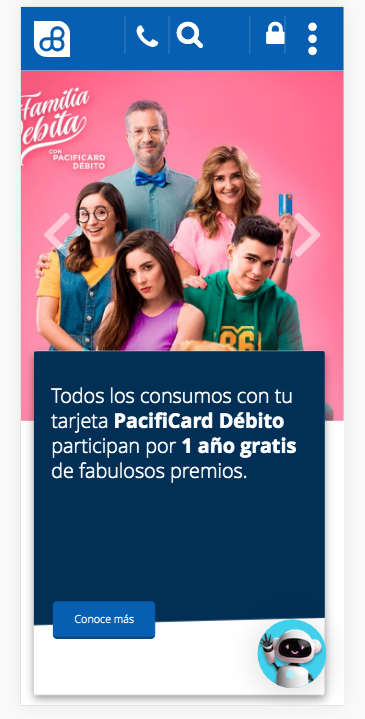 Familia
Débita
CON PACIFICARD
DÉBITO
86
Todos los consumos con tu
tarjeta PacifiCard Débito
participan por 1 año gratis
de fabulosos premios.
Conoce más